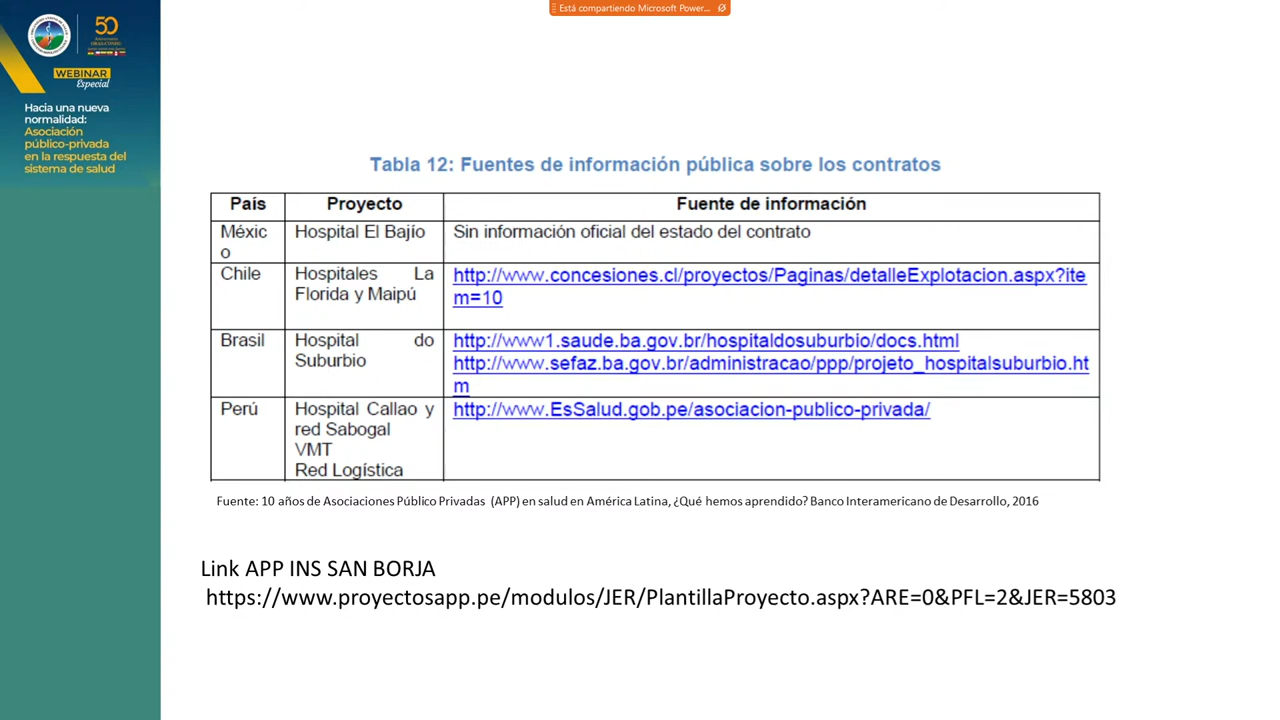 Está compartiendo Microsoft Power...
50
WEBINAR
Especial
Hacia una nueva
normalidad:
Asociación
público-privada
en la respuesta del
sistema de salud
Tabla 12: Fuentes de información pública sobre los contratos
País Proyecto Fuente de información
Méxic Hospital El Bajío Sin información oficial del estado del contrato
o
Chile Hospitales La http://www.concesiones.cl/proyectos/Paginas/detalleExplotacion.aspx?ite
Florida y Maipú m=10
Brasil Hospital do http://www1.saude.ba.gov.br/hospitaldosuburbio/docs.html
Suburbio http://www.sefaz.ba.gov.br/administracao/ppp/projeto_hospitalsuburbio.ht
m
Perú Hospital Callao y http://www.EsSalud.gob.pe/asociacion-publico-privada/
red Sabogal
VMT
Red Logística
Fuente: 10 años de Asociaciones Público Privadas (APP) en salud en América Latina, ¿Qué hemos aprendido? Banco Interamericano de Desarrollo, 2016
Link APP INS SAN BORJA
https://www.proyectosapp.pe/modulos/JER/PlantillaProyecto.aspx?ARE=0&PFL=2&JER=5803